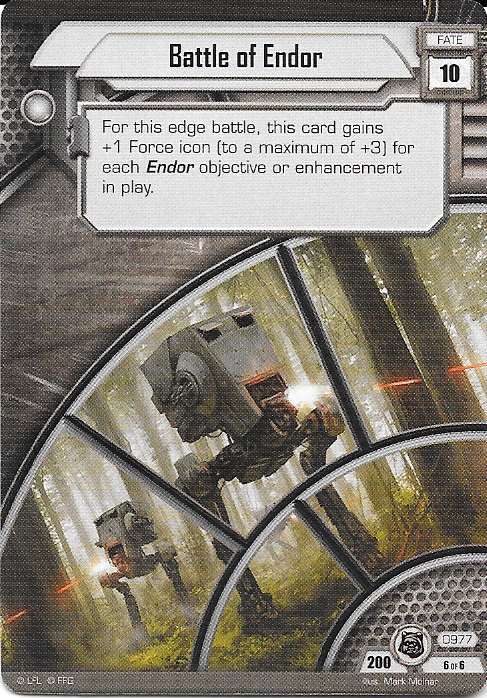 Battle of Endor
FATE
10
For this edge battle, this card gains
+1 Force icon (to a maximum of +3) for
each Endor objective or enhancement
in play.
0977
200
6 OF 6
© LFL © FFG
Illus. Mark Molnar